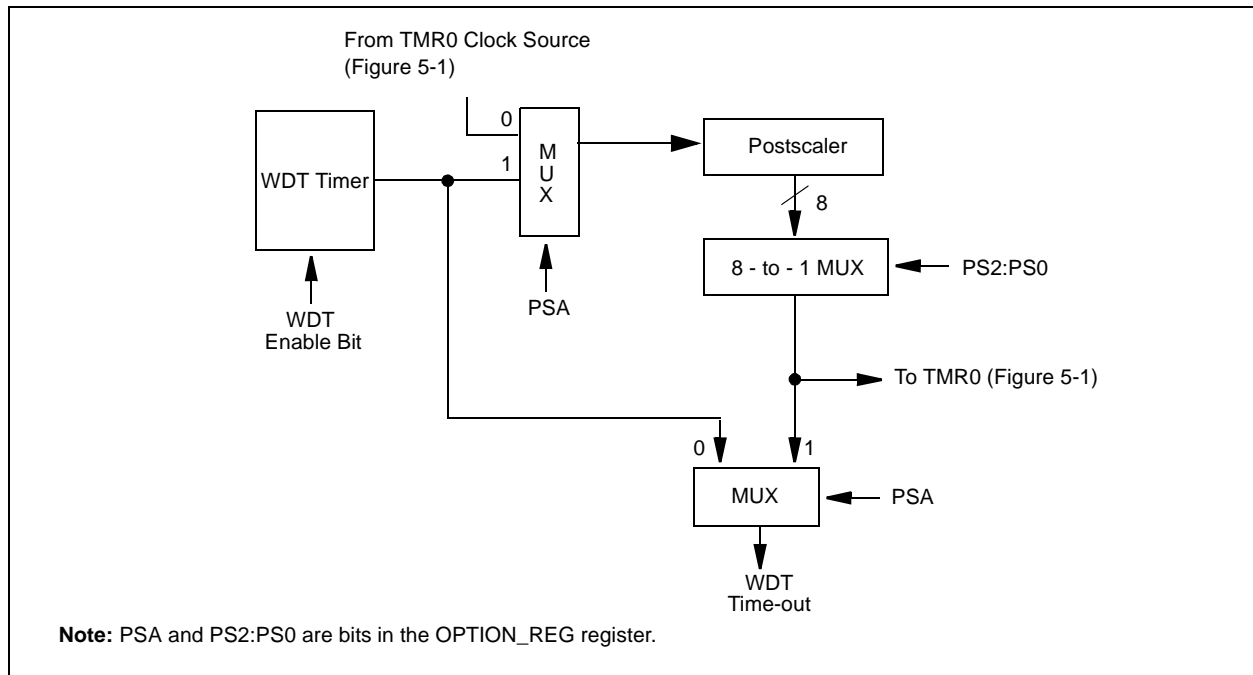 From TMR0 Clock Source
(Figure 5-1)
0
1
M
U
X
WDT Timer
Postscaler
8
8 - to - 1 MUX
PS2:PS0
PSA
WDT
Enable Bit
To TMR0 (Figure 5-1)
0
1
MUX
PSA
WDT
Time-out
Note: PSA and PS2:PS0 are bits in the OPTION_REG register.